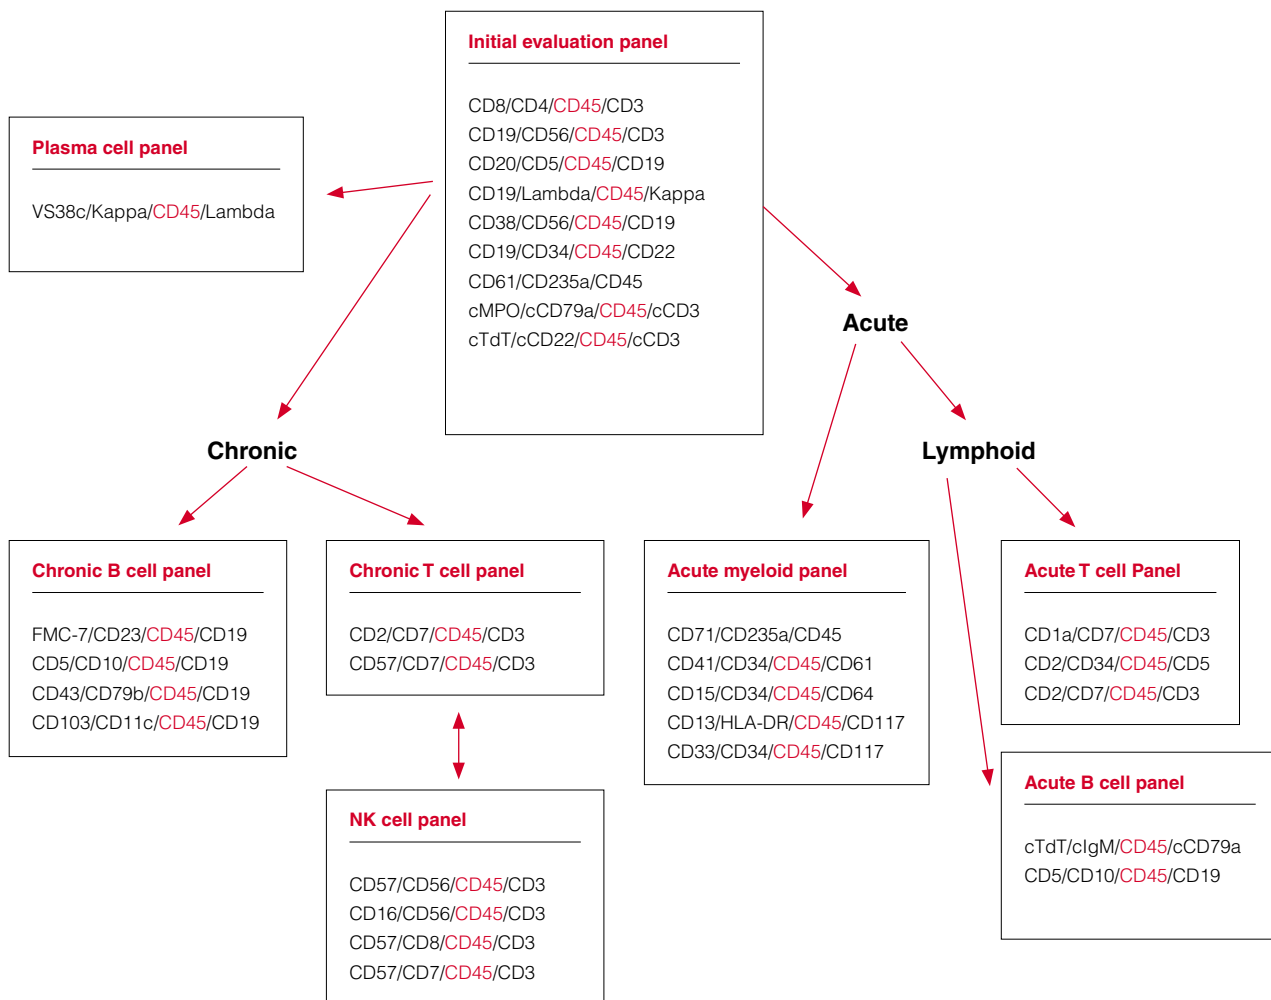 Initial evaluation panel
CD8/CD4/CD45/CD3
CD19/CD56/CD45/CD3
CD20/CD5/CD45/CD19
CD19/Lambda/CD45/Kappa
CD38/CD56/CD45/CD19
CD19/CD34/CD45/CD22
CD61/CD235a/CD45
cMPO/cCD79a/CD45/cCD3
cTdT/cCD22/CD45/cCD3
Plasma cell panel
VS38c/Kappa/CD45/Lambda
Acute
Chronic
Lymphoid
Chronic B cell panel
FMC-7/CD23/CD45/CD19
CD5/CD10/CD45/CD19
CD43/CD79b/CD45/CD19
CD103/CD11c/CD45/CD19
Chronic T cell panel
CD2/CD7/CD45/CD3
CD57/CD7/CD45/CD3
NK cell panel
CD57/CD56/CD45/CD3
CD16/CD56/CD45/CD3
CD57/CD8/CD45/CD3
CD57/CD7/CD45/CD3
Acute myeloid panel
CD71/CD235a/CD45
CD41/CD34/CD45/CD61
CD15/CD34/CD45/CD64
CD13/HLA-DR/CD45/CD117
CD33/CD34/CD45/CD117
Acute T cell Panel
CD1a/CD7/CD45/CD3
CD2/CD34/CD45/CD5
CD2/CD7/CD45/CD3
Acute B cell panel
cTdT/cIgM/CD45/cCD79a
CD5/CD10/CD45/CD19